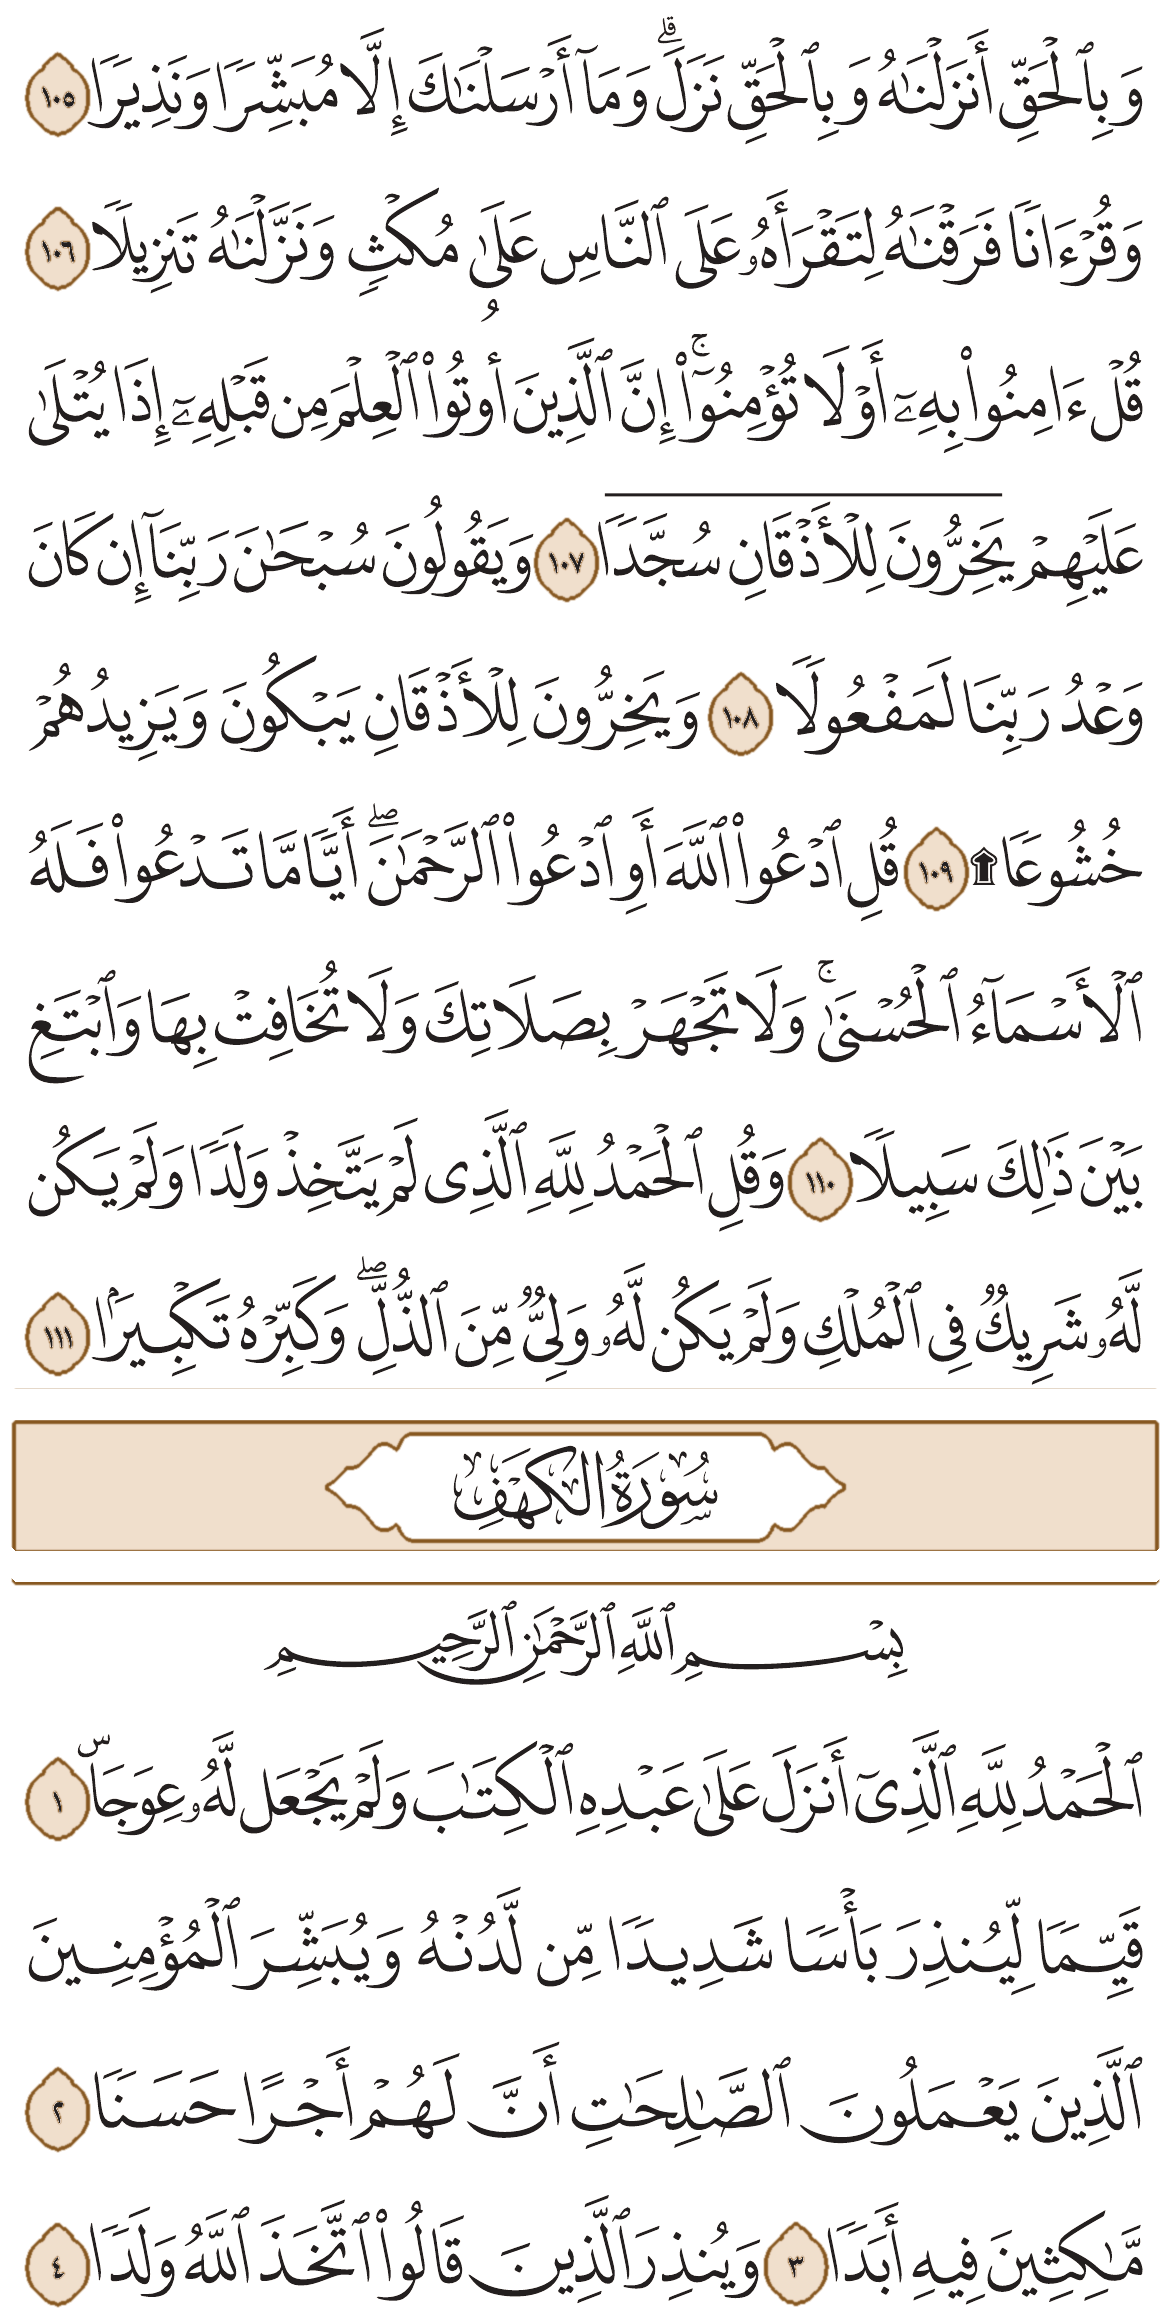 وَبِٱلْحَقِّ أَنزَلْنَٰهُ وَبِٱلْحَقِّ نَزَلَ ۗ وَمَآ أَرْسَلْنَٰكَ إِلَّا مُبَشِّرًا وَنَذِيرًا ١٠٥
وَقُرْءَانًا فَرَقْنَٰهُ لِتَقْرَأَهُۥ عَلَى ٱلنَّاسِ عَلَىٰ مُكْثٍ وَنَزَّلْنَٰهُ تَنزِيلًا ١٠٦
قُلْ ءَامِنُوا۟ بِهِۦٓ أَوْ لَا تُؤْمِنُوٓا۟ ۚ إِنَّ ٱلَّذِينَ أُوتُوا۟ ٱلْعِلْمَ مِن قَبْلِهِۦٓ إِذَا يُتْلَىٰ
عَلَيْهِمْ يَخِرُّونَ لِلْأَذْقَانِ سُجَّدًا ١٠٧ وَيَقُولُونَ سُبْحَٰنَ رَبِّنَآ إِن كَانَ
وَعْدُ رَبِّنَا لَمَفْعُولًا ١٠٨ وَيَخِرُّونَ لِلْأَذْقَانِ يَبْكُونَ وَيَزِيدُهُمْ
خُشُوعًا ۩ ١٠٩ قُلِ ٱدْعُوا۟ ٱللَّهَ أَوِ ٱدْعُوا۟ ٱلرَّحْمَٰنَ ۖ أَيًّا مَّا تَدْعُوا۟ فَلَهُ
ٱلْأَسْمَآءُ ٱلْحُسْنَىٰ ۚ وَلَا تَجْهَرْ بِصَلَاتِكَ وَلَا تُخَافِتْ بِهَا وَٱبْتَغِ
بَيْنَ ذَٰلِكَ سَبِيلًا ١١٠ وَقُلِ ٱلْحَمْدُ لِلَّهِ ٱلَّذِى لَمْ يَتَّخِذْ وَلَدًا وَلَمْ يَكُن
لَّهُۥ شَرِيكٌ فِى ٱلْمُلْكِ وَلَمْ يَكُن لَّهُۥ وَلِىٌّ مِّنَ ٱلذُّلِّ ۖ وَكَبِّرْهُ تَكْبِيرًۢا ١١١
سُورَةُ الْكَهْفِ
بِسْمِ ٱللَّهِ ٱلرَّحْمَٰنِ ٱلرَّحِيمِ
ٱلْحَمْدُ لِلَّهِ ٱلَّذِىٓ أَنزَلَ عَلَىٰ عَبْدِهِ ٱلْكِتَٰبَ وَلَمْ يَجْعَل لَّهُۥ عِوَجَاۜ ١
قَيِّمًا لِّيُنذِرَ بَأْسًا شَدِيدًا مِّن لَّدُنْهُ وَيُبَشِّرَ ٱلْمُؤْمِنِينَ
ٱلَّذِينَ يَعْمَلُونَ ٱلصَّٰلِحَٰتِ أَنَّ لَهُمْ أَجْرًا حَسَنًا ٢
مَّٰكِثِينَ فِيهِ أَبَدًا ٣ وَيُنذِرَ ٱلَّذِينَ قَالُوا۟ ٱتَّخَذَ ٱللَّهُ وَلَدًا ٤